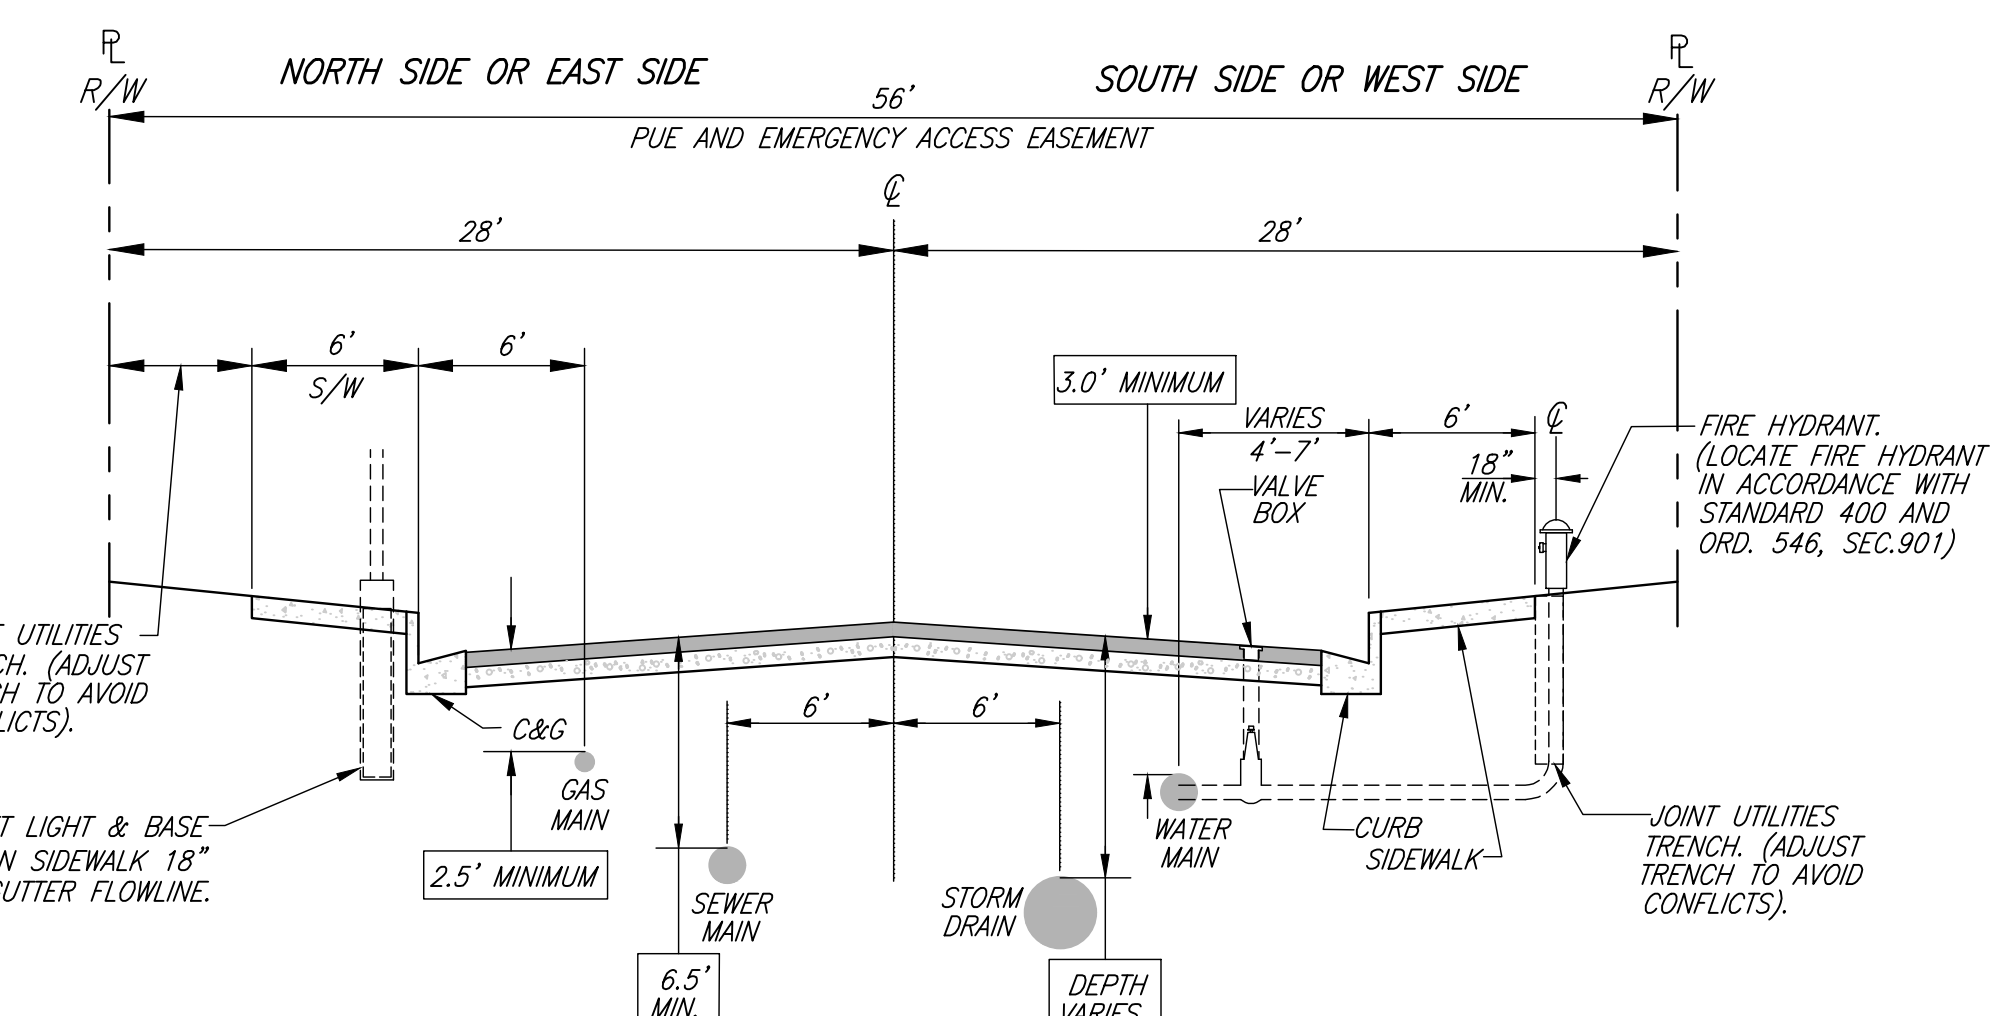 PL
R/W
NORTH SIDE OR EAST SIDE
SOUTH SIDE OR WEST SIDE
PL
R/W
56'
PUE AND EMERGENCY ACCESS EASEMENT
CL
28'
28'
6'
S/W
6'
3.0' MINIMUM
VARIES
4'-7'
6'
CL
18"
MIN.
VALVE
BOX
FIRE HYDRANT.
(LOCATE FIRE HYDRANT
IN ACCORDANCE WITH
STANDARD 400 AND
ORD. 546, SEC.901)
UTILITIES
(ADJUST
TO AVOID
C&G
6'
6'
GAS
MAIN
2.5' MINIMUM
LIGHT & BASE
SIDEWALK 18"
FLOWLINE.
SEWER
MAIN
STORM
DRAIN
WATER
MAIN
CURB
SIDEWALK
JOINT UTILITIES
TRENCH. (ADJUST
TRENCH TO AVOID
CONFLICTS).
6.5'
MIN.
DEPTH
VARIES